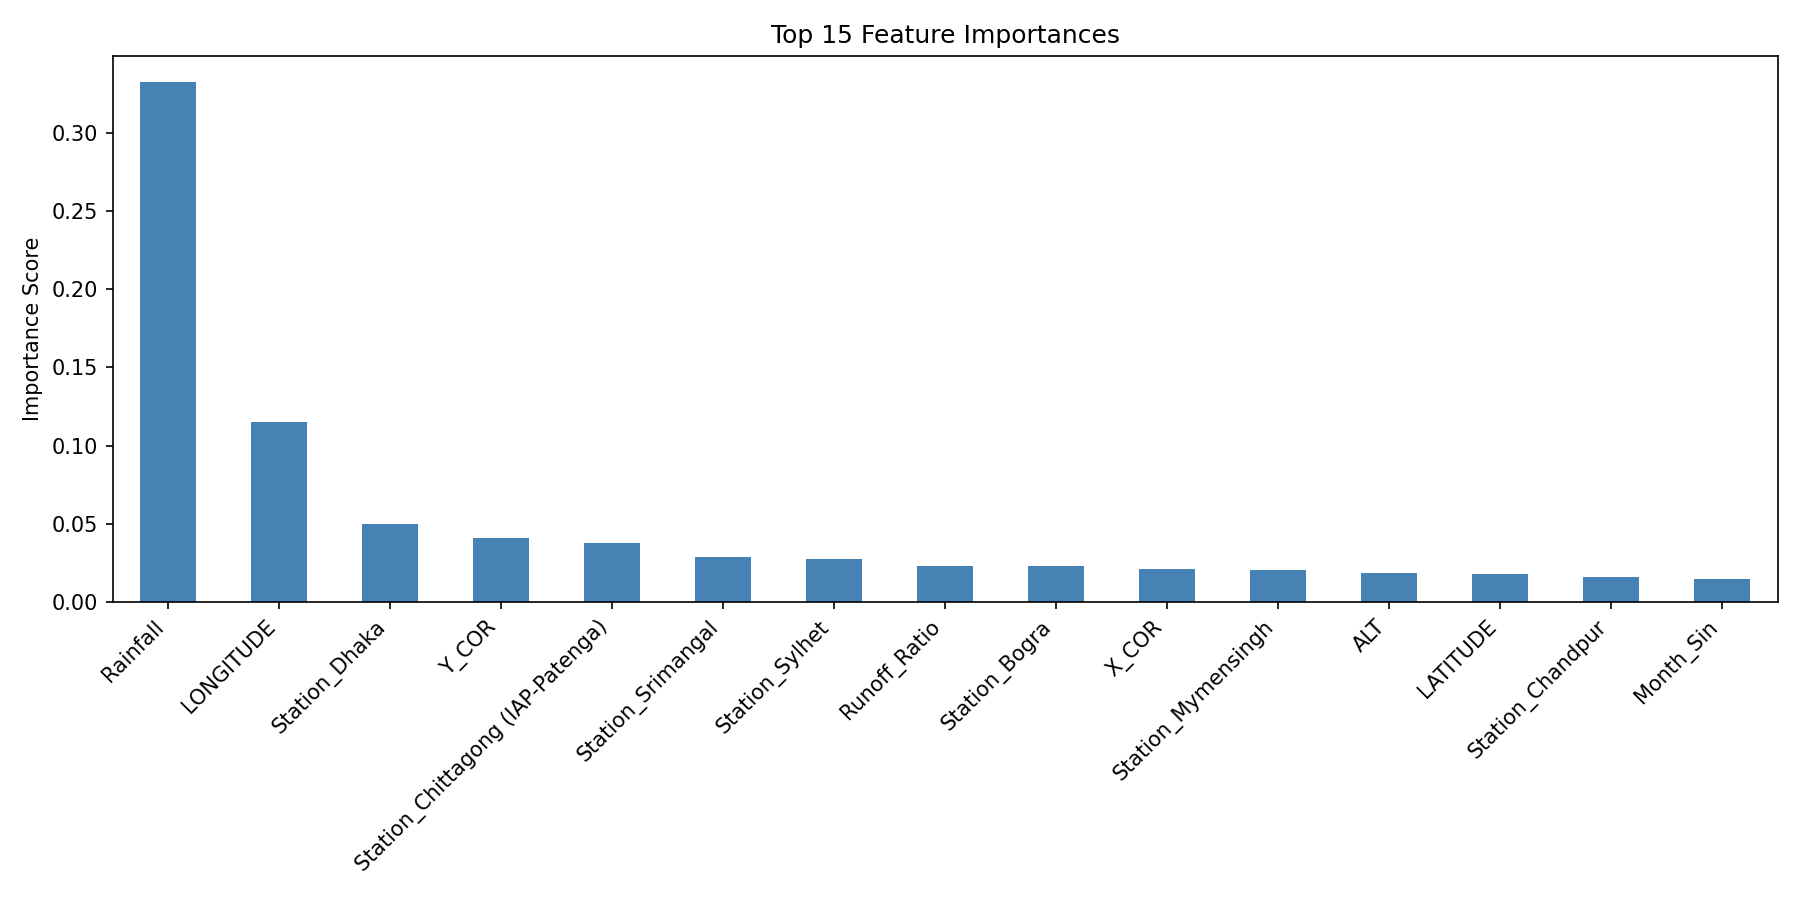 Top 15 Feature Importances
Importance Score
0.30
0.25
0.20
0.15
0.10
0.05
0.00
Rainfall
LONGITUDE
Station_Dhaka
Y_COR
Station_Chittagong (IAP-Patenga)
Station_Srimangal
Station_Sylhet
Runoff_Ratio
Station_Bogra
X_COR
Station_Mymensingh
ALT
LATITUDE
Station_Chandpur
Month_Sin